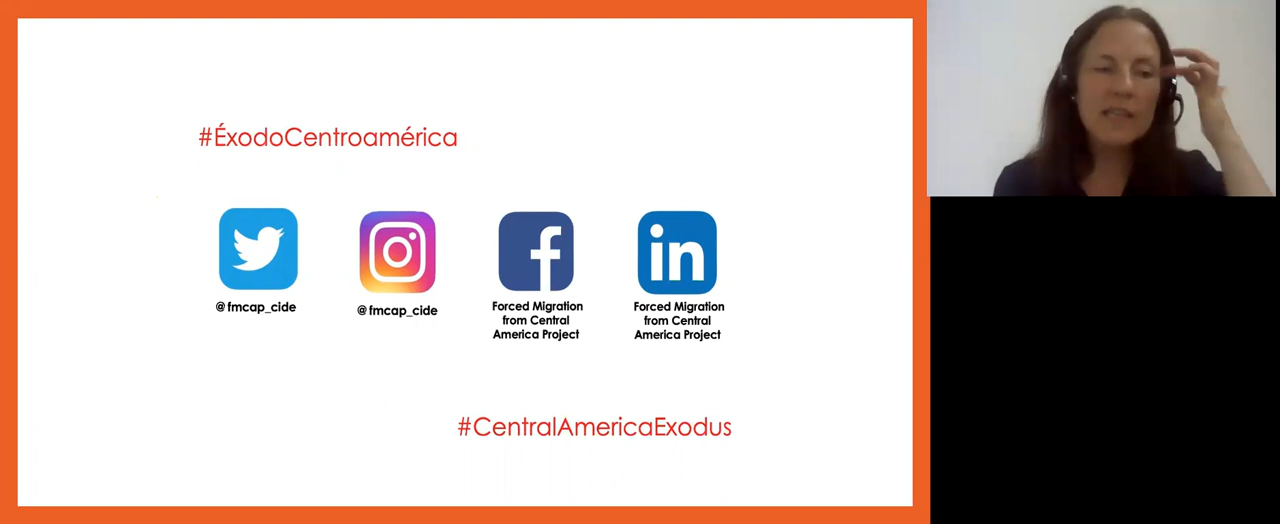 #ÉxodoCentroamérica
@fmcap_cide
@fmcap_cide
Forced Migration
from Central
America Project
Forced Migration
from Central
America Project
#CentralAmericaExodus